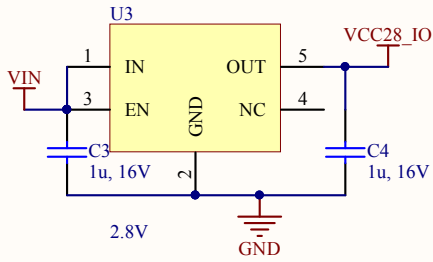 U3
VCC28_IO
1 IN OUT 5
VIN
3 EN NC 4
GND
2
C3
1u, 16V
C4
1u, 16V
2.8V
GND